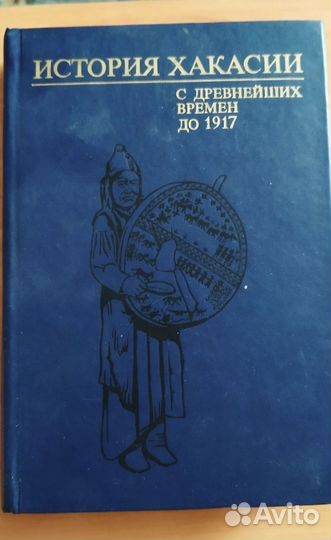 ИСТОРИЯ ХАКАСИИ
С ДРЕВНЕЙШИХ
ВРЕМЕН
ДО 1917
Avito